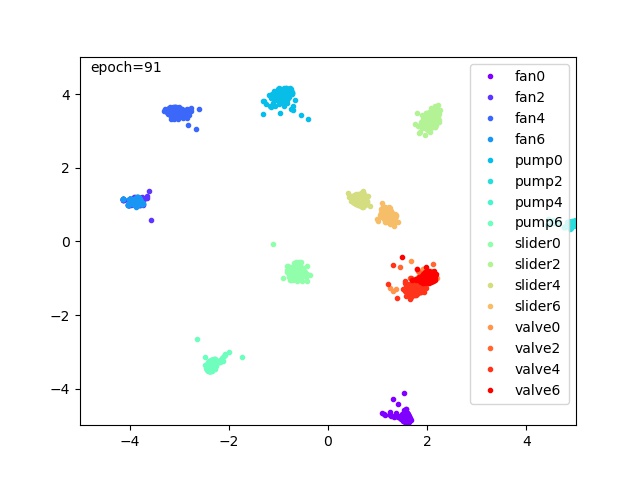 epoch=91
fan0
fan2
fan4
fan6
pump0
pump2
pump4
pump6
slider0
slider2
slider4
slider6
valve0
valve2
valve4
valve6
4
2
0
−2
−4
−4 −2 0 2 4